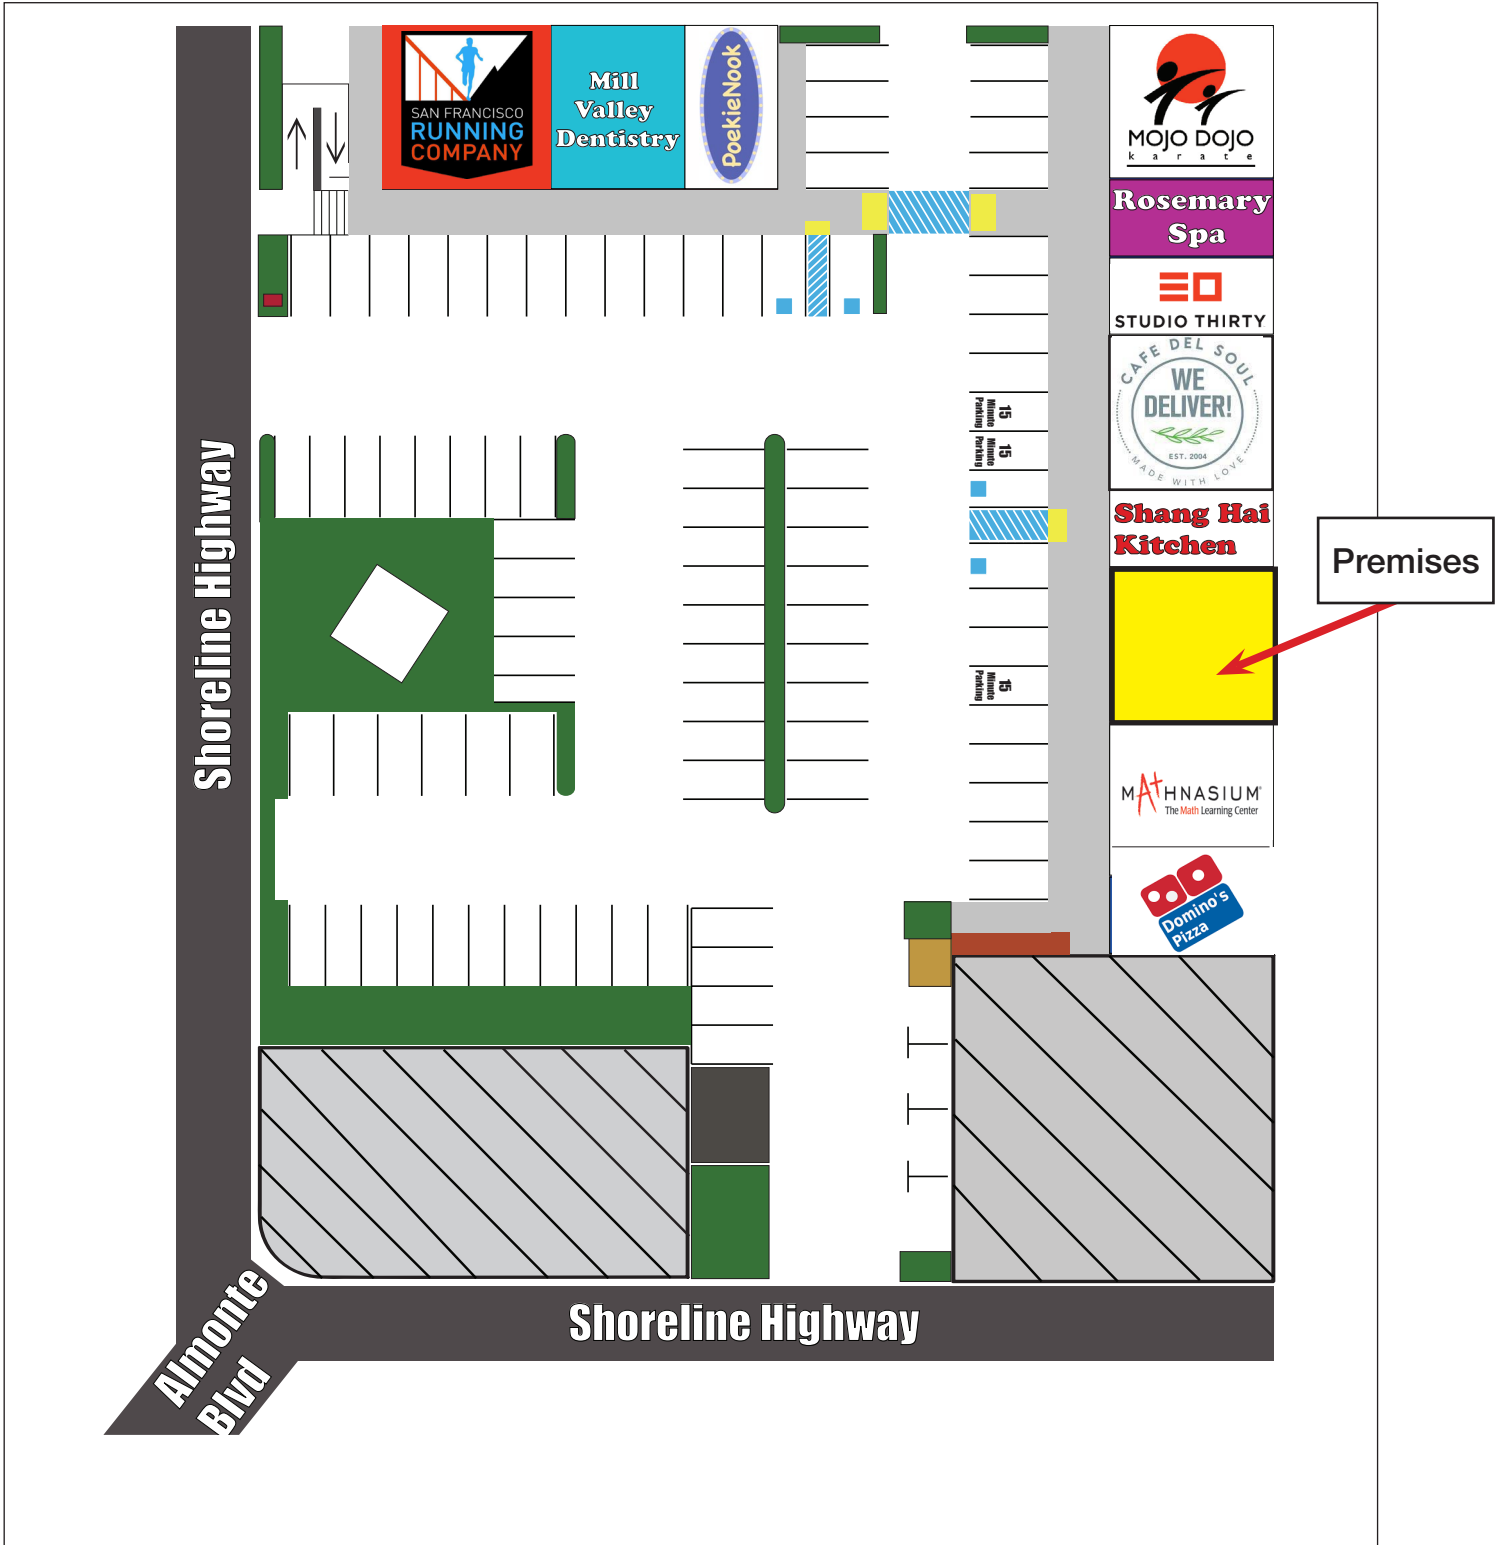 SAN FRANCISCO
RUNNING
COMPANY
Mill
Valley
Dentistry
PoekieNook
MOJO DOJO
karate
Rosemary
Spa
STUDIO THIRTY
CAFE DEL SOUL
WE
DELIVER!
EST. 2004
MADE WITH LOVE
15
Minute
Parking
15
Minute
Parking
Shang Hai
Kitchen
Premises
Shoreline Highway
15
Minute
Parking
MATHNASIUM
The Math Learning Center
Domino's
Pizza
Almonte
Blvd
Shoreline Highway